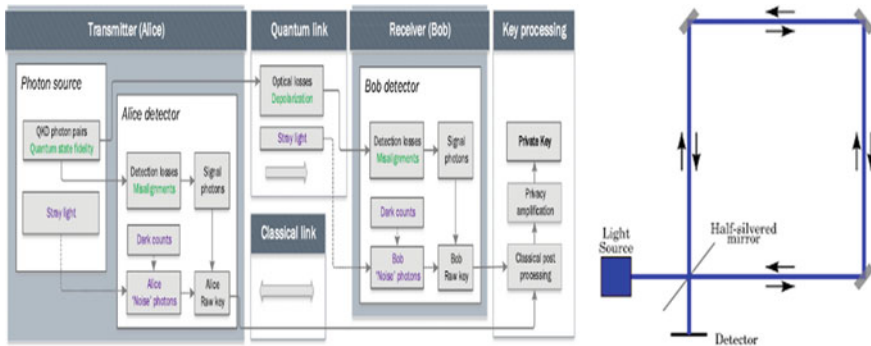 Transmitter (Alice)
Quantum link
Receiver (Bob)
Key processing
Photon source
QKD photon pairs
Quantum state fidelity
Stray light
Alice detector
Detection losses
Misalignments
Signal
photons
Dark counts
Alice
'Noise' photons
Alice
Raw key
Optical losses
Depolarization
Stray light
Classical link
Bob detector
Detection losses
Misalignments
Signal
photons
Dark counts
Bob
'Noise' photons
Bob
Raw key
Private Key
Privacy
amplification
Classical post
processing
Light
Source
Half-silvered
mirror
Detector